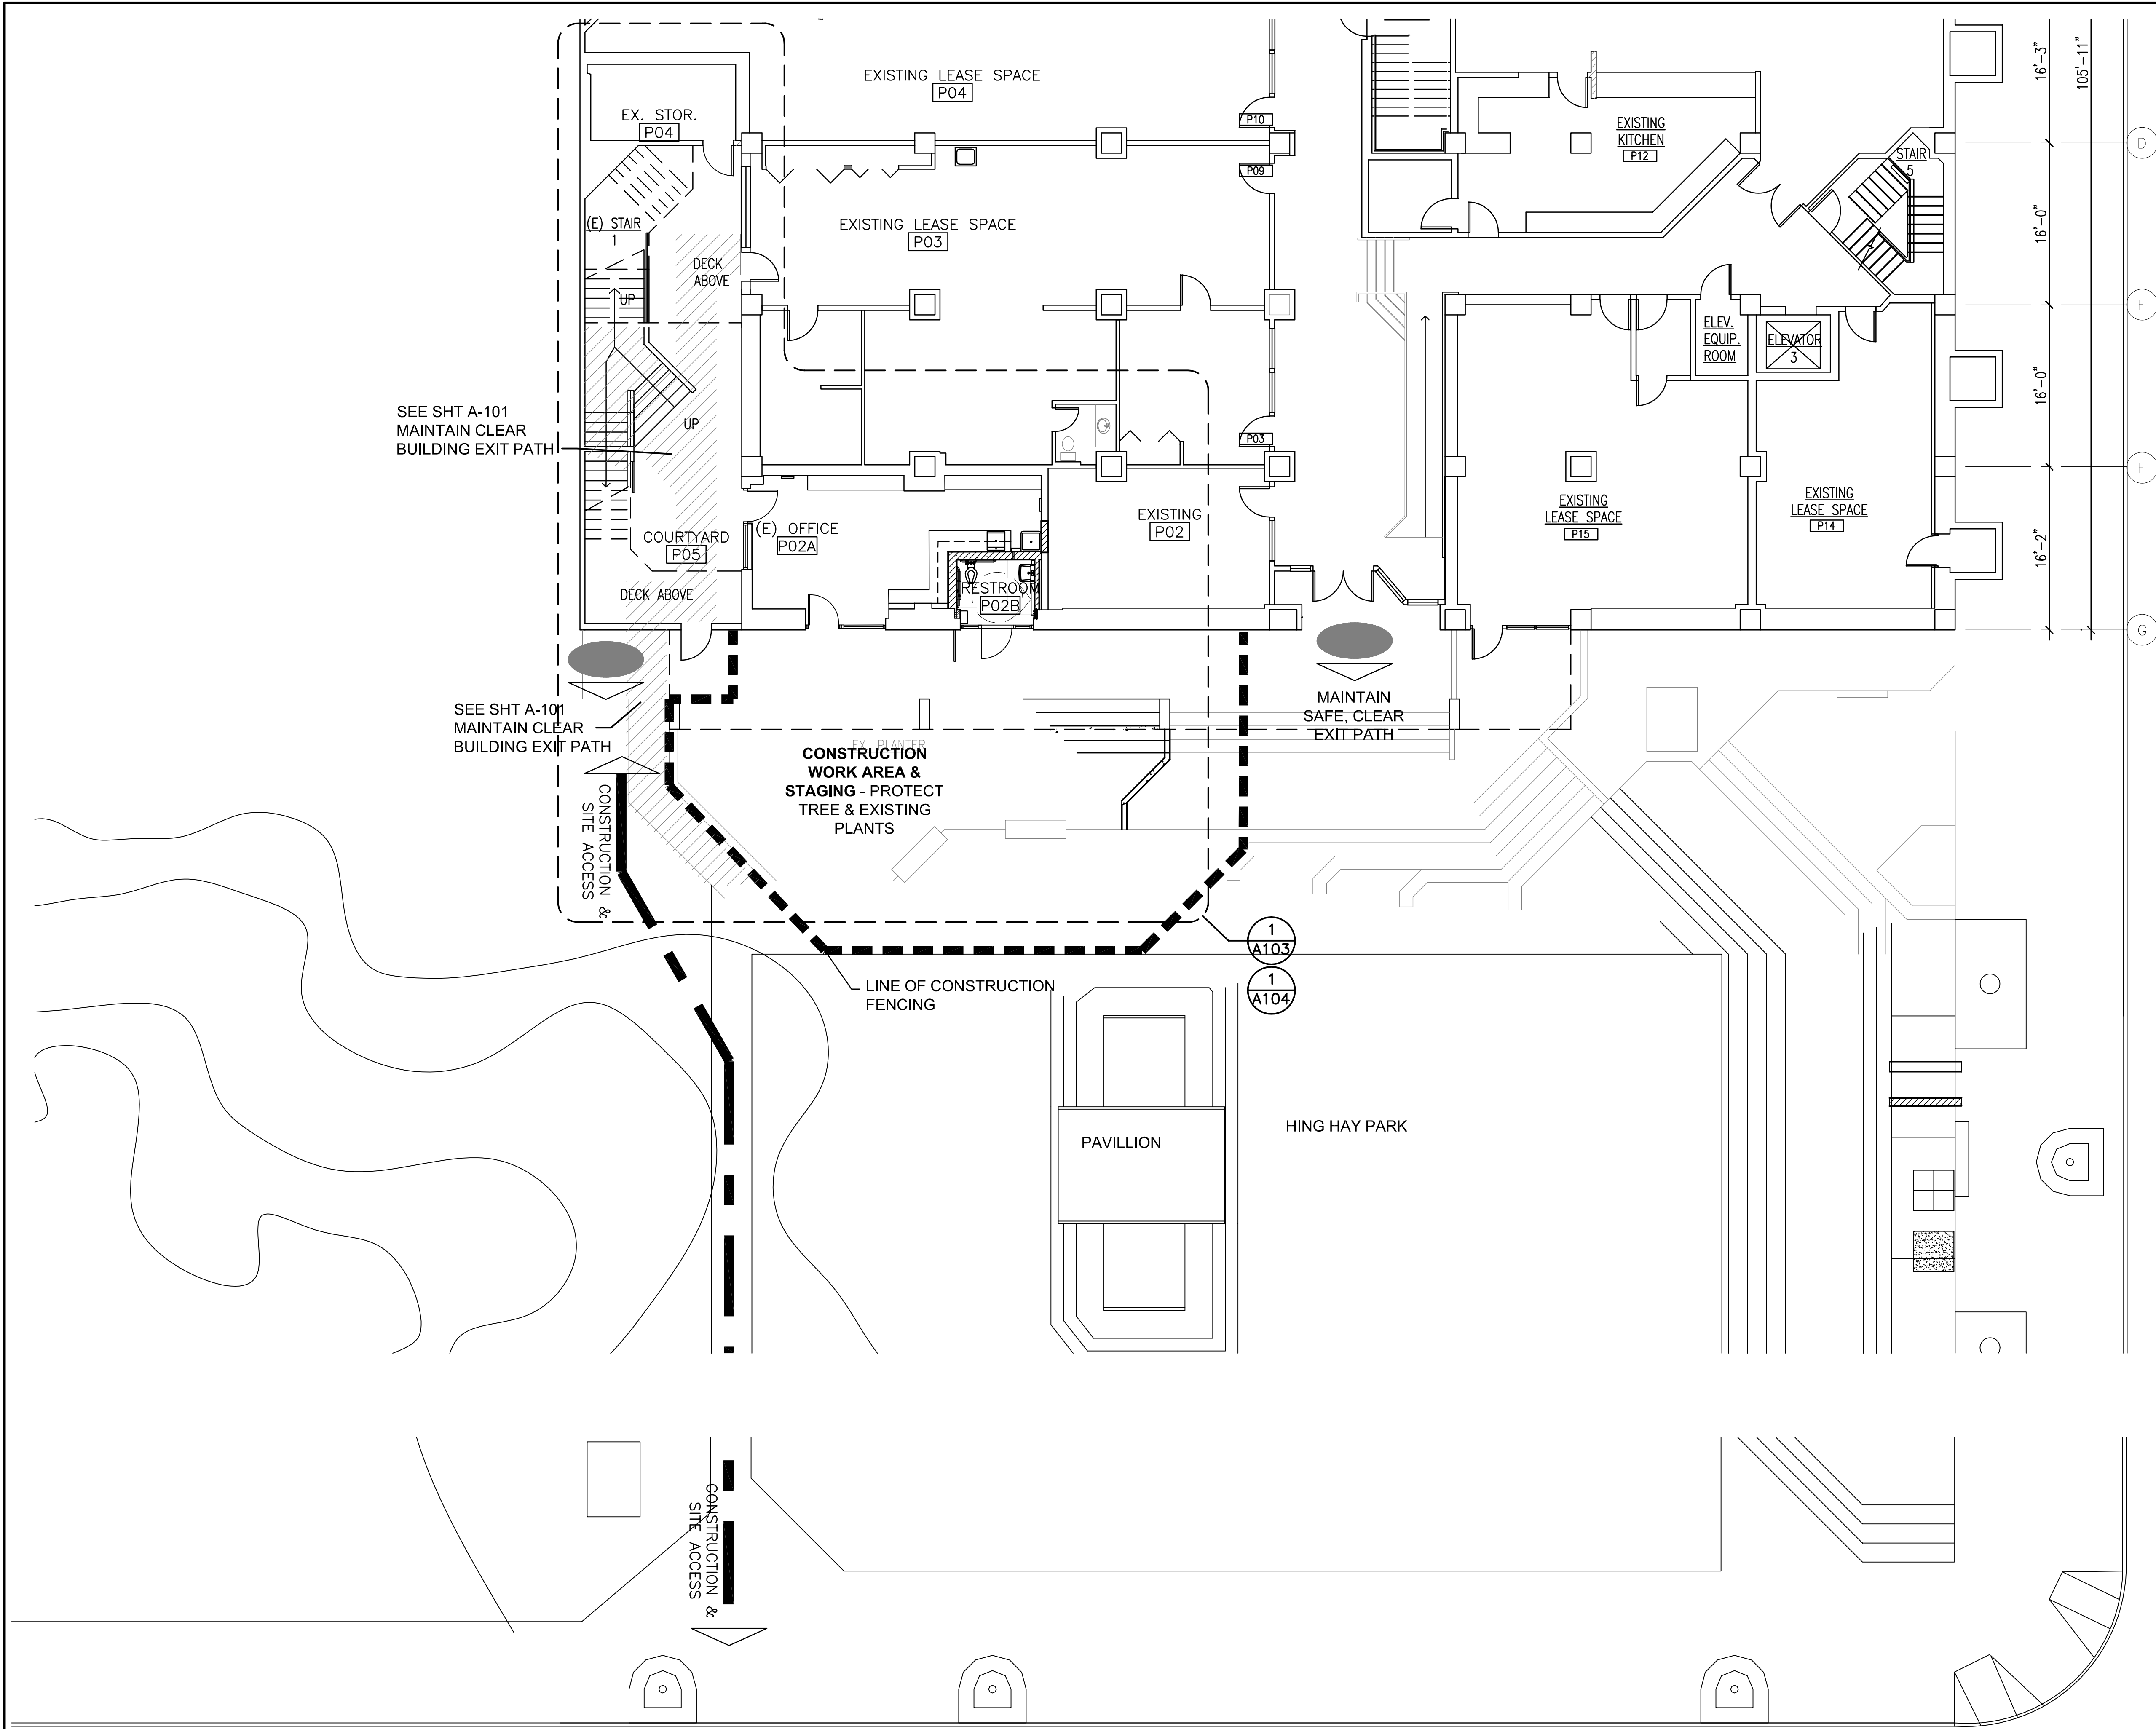 EXISTING LEASE SPACE
P04
EX. STOR.
P04
P10
P09
EXISTING
KITCHEN
P12
STAIR
5
16'-3"
105'-11"
D
(E) STAIR
1
DECK
ABOVE
EXISTING LEASE SPACE
P03
16'-0"
E
UP
ELEV.
EQUIP.
ROOM
ELEVATOR
3
16'-0"
SEE SHT A-101
MAINTAIN CLEAR
BUILDING EXIT PATH
UP
P03
F
EXISTING
LEASE SPACE
P15
EXISTING
LEASE SPACE
P14
COURTYARD
P05
(E) OFFICE
P02A
EXISTING
P02
16'-2"
DECK ABOVE
RESTROOM
P02B
G
SEE SHT A-101
MAINTAIN CLEAR
BUILDING EXIT PATH
MAINTAIN
SAFE, CLEAR
EXIT PATH
EX. PLANTER
CONSTRUCTION
WORK AREA &
STAGING - PROTECT
TREE & EXISTING
PLANTS
CONSTRUCTION &
SITE ACCESS
1
A103
1
A104
LINE OF CONSTRUCTION
FENCING
PAVILLION
HING HAY PARK
CONSTRUCTION &
SITE ACCESS